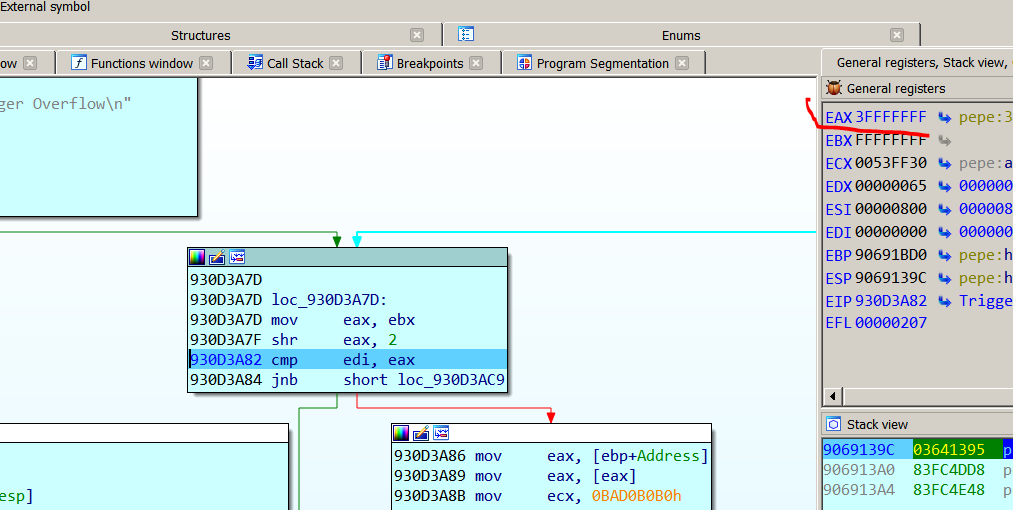 External symbol
Structures
Enums
ow
Functions window
Call Stack
Breakpoints
Program Segmentation
General registers, Stack view,
General registers
ger Overflow\n"
EAX 3FFFFFFF pepe:3
EBX FFFFFFFF
ECX 0053FF30 pepe:a
EDX 00000065 000000
ESI 00000800 000008
EDI 00000000 000000
EBP 90691BD0 pepe:h
ESP 9069139C pepe:h
EIP 930D3A82 Trigge
EFL 00000207
930D3A7D
930D3A7D loc_930D3A7D:
930D3A7D mov eax, ebx
930D3A7F shr eax, 2
930D3A82 cmp edi, eax
930D3A84 jnb short loc_930D3AC9
esp]
930D3A86 mov eax, [ebp+Address]
930D3A89 mov eax, [eax]
930D3A8B mov ecx, 0BAD0B0B0h
Stack view
9069139C 03641395 p
906913A0 83FC4DD8 p
906913A4 83FC4E48 p